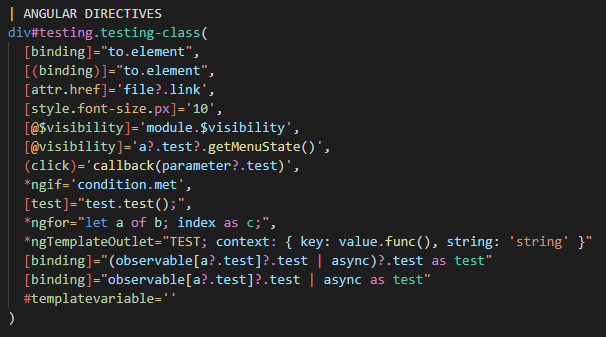 | ANGULAR DIRECTIVES
div#testing.testing-class(
  [binding]="to.element",
  [(binding)]="to.element",
  [attr.href]='file?.link',
  [style.font-size.px]='10',
  [@$visibility]='module.$visibility',
  [@visibility]='a?.test?.getMenuState()',
  (click)='callback(parameter?.test)',
  *ngif='condition.met',
  [test]="test.test();",
  *ngfor="let a of b; index as c;",
  *ngTemplateOutlet="TEST; context: { key: value.func(), string: 'string' }"
  [binding]="(observable[a?.test]?.test | async)?.test as test"
  [binding]="observable[a?.test]?.test | async as test"
  #templatevariable=''
)